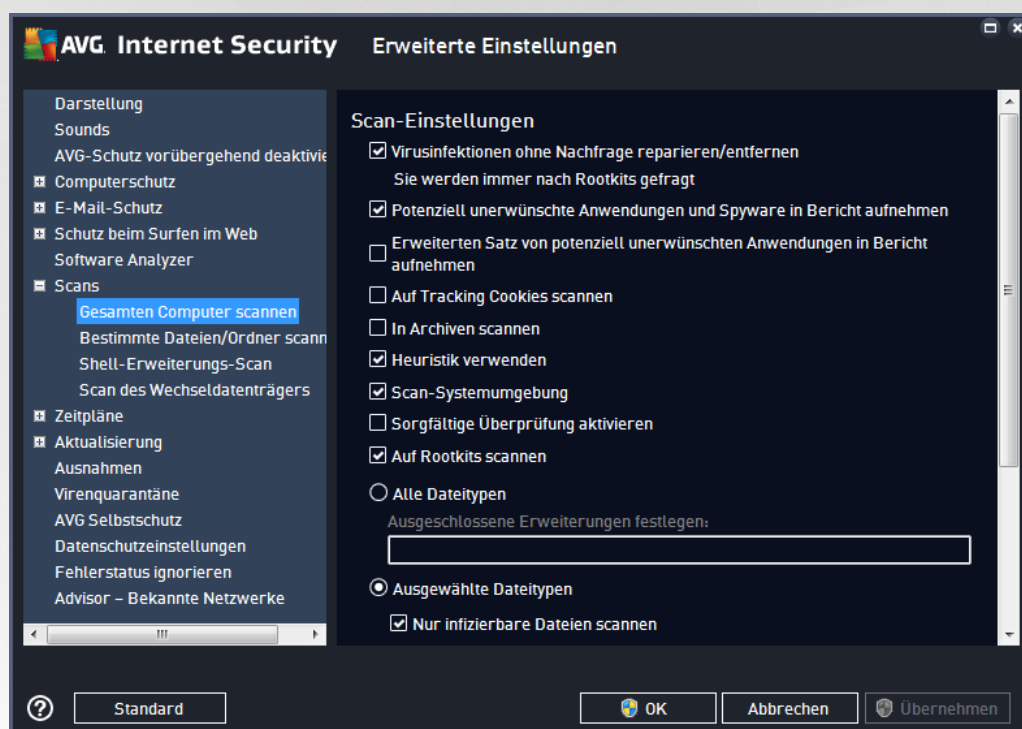 AVG. Internet Security
Erweiterte Einstellungen
Darstellung
Sounds
AVG-Schutz vorübergehend deaktivie
Computerschutz
E-Mail-Schutz
Schutz beim Surfen im Web
Software Analyzer
Scans
Gesamten Computer scannen
Bestimmte Dateien/Ordner scann
Shell-Erweiterungs-Scan
Scan des Wechseldatenträgers
Zeitpläne
Aktualisierung
Ausnahmen
Virenquarantäne
AVG Selbstschutz
Datenschutzeinstellungen
Fehlerstatus ignorieren
Advisor – Bekannte Netzwerke
Scan-Einstellungen
Virusinfektionen ohne Nachfrage reparieren/entfernen
Sie werden immer nach Rootkits gefragt
Potenziell unerwünschte Anwendungen und Spyware in Bericht aufnehmen
Erweiterten Satz von potenziell unerwünschten Anwendungen in Bericht
aufnehmen
Auf Tracking Cookies scannen
In Archiven scannen
Heuristik verwenden
Scan-Systemumgebung
Sorgfältige Überprüfung aktivieren
Auf Rootkits scannen
Alle Dateitypen
Ausgeschlossene Erweiterungen festlegen:
Ausgewählte Dateitypen
Nur infizierbare Dateien scannen
Standard
OK
Abbrechen
Übernehmen